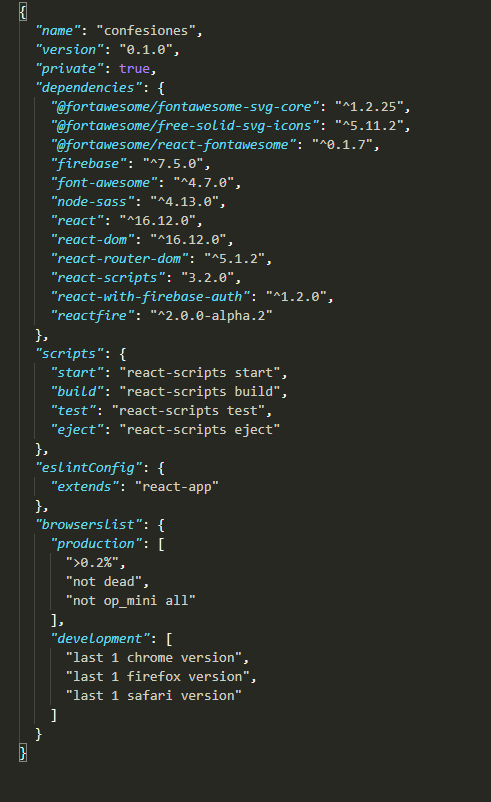 {
"name": "confesiones",
"version": "0.1.0",
"private": true,
"dependencies": {
"@fortawesome/fontawesome-svg-core": "^1.2.25",
"@fortawesome/free-solid-svg-icons": "^5.11.2",
"@fortawesome/react-fontawesome": "^0.1.7",
"firebase": "^7.5.0",
"font-awesome": "^4.7.0",
"node-sass": "^4.13.0",
"react": "^16.12.0",
"react-dom": "^16.12.0",
"react-router-dom": "^5.1.2",
"react-scripts": "3.2.0",
"react-with-firebase-auth": "^1.2.0",
"reactfire": "^2.0.0-alpha.2"
},
"scripts": {
"start": "react-scripts start",
"build": "react-scripts build",
"test": "react-scripts test",
"eject": "react-scripts eject"
},
"eslintConfig": {
"extends": "react-app"
},
"browserslist": {
"production": [
">0.2%",
"not dead",
"not op_mini all"
],
"development": [
"last 1 chrome version",
"last 1 firefox version",
"last 1 safari version"
]
}
}